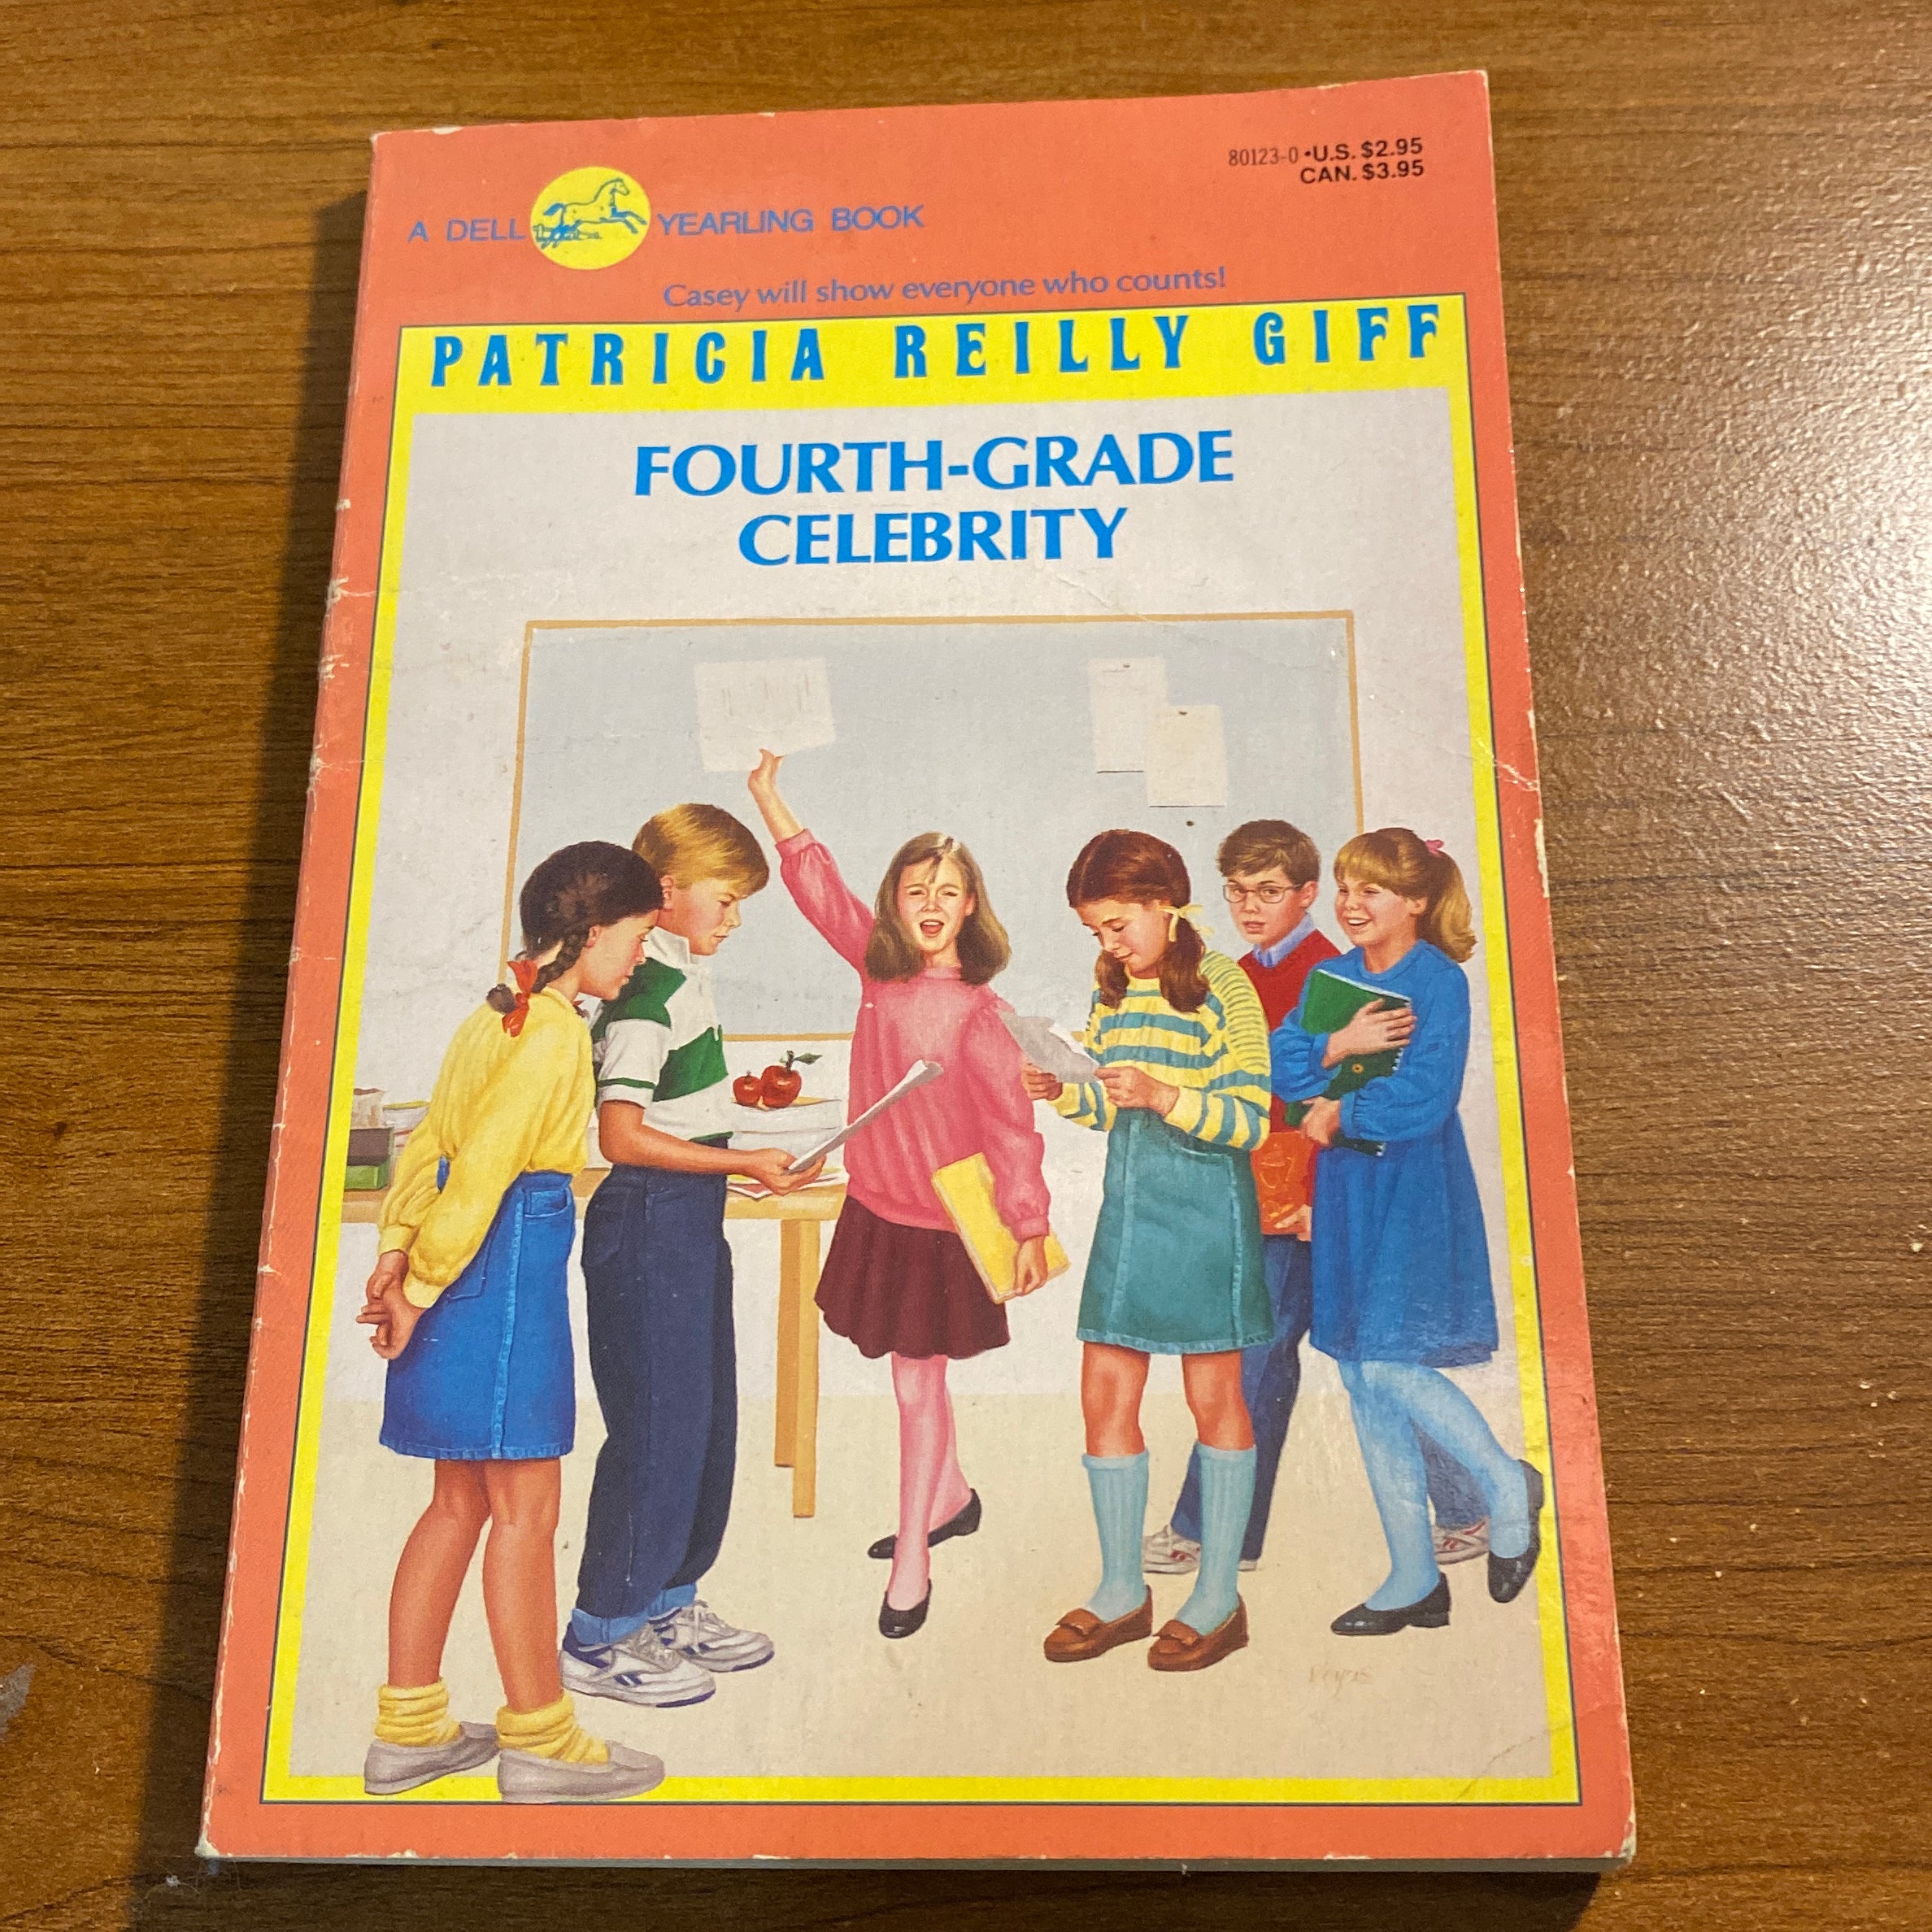 80123-0 • U.S. $2.95
CAN. $3.95
A DELL YEARLING BOOK
Casey will show everyone who counts!
PATRICIA REILLY GIFF
FOURTH-GRADE
CELEBRITY